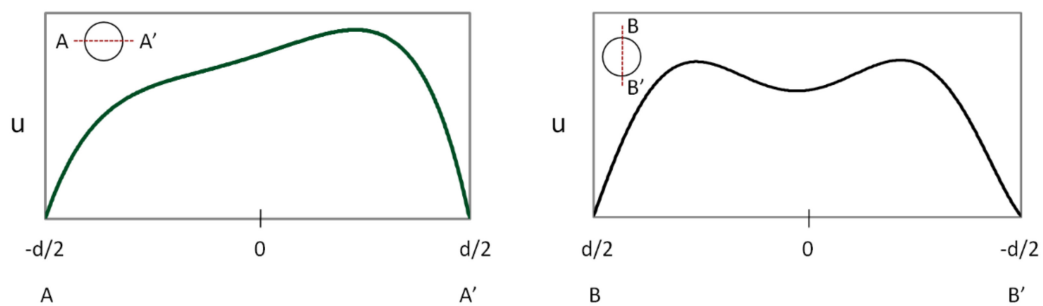 A A’
u
-d/2 0 d/2
A A’
B
B’
u
d/2 0 -d/2
B B’